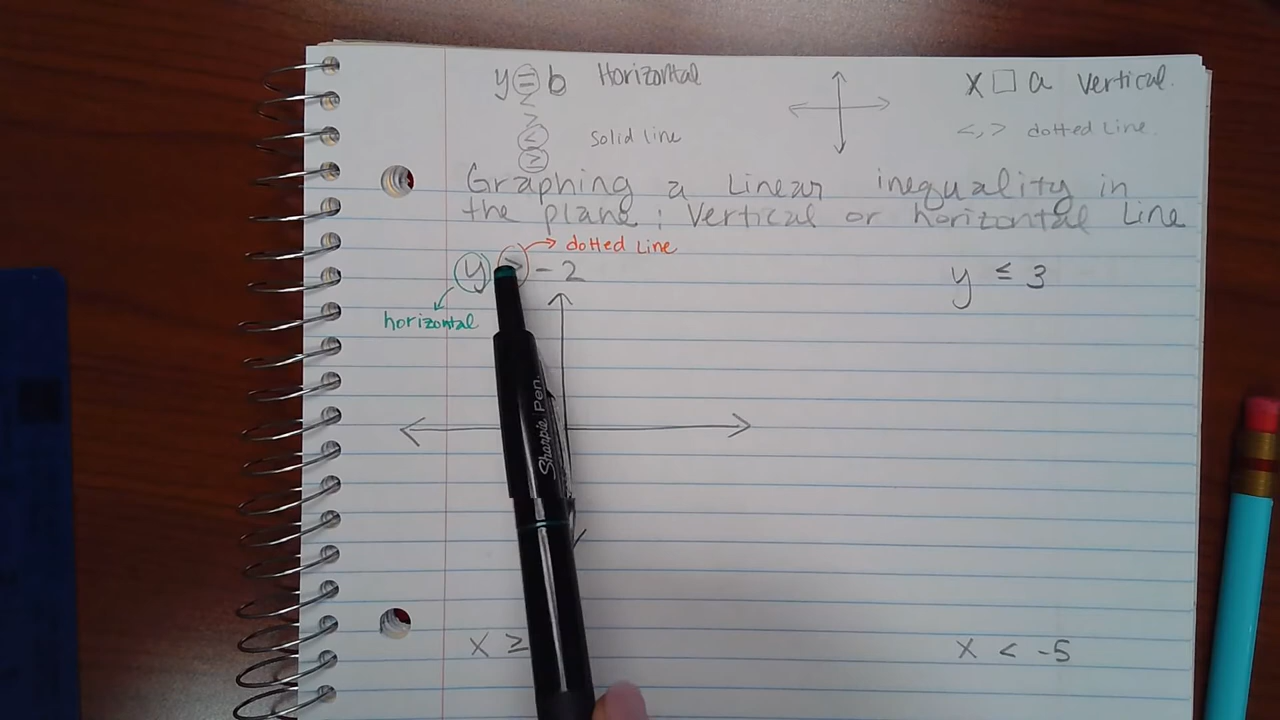 y = b Horizontal
<
>
≤ solid line
≥
x □ a vertical.
<, > dotted line.
Graphing a Linear inequality in
the plane: Vertical or horizontal Line
dotted Line
y > -2
horizontal
y ≤ 3
Sharpie Pen.
x ≥
x < -5